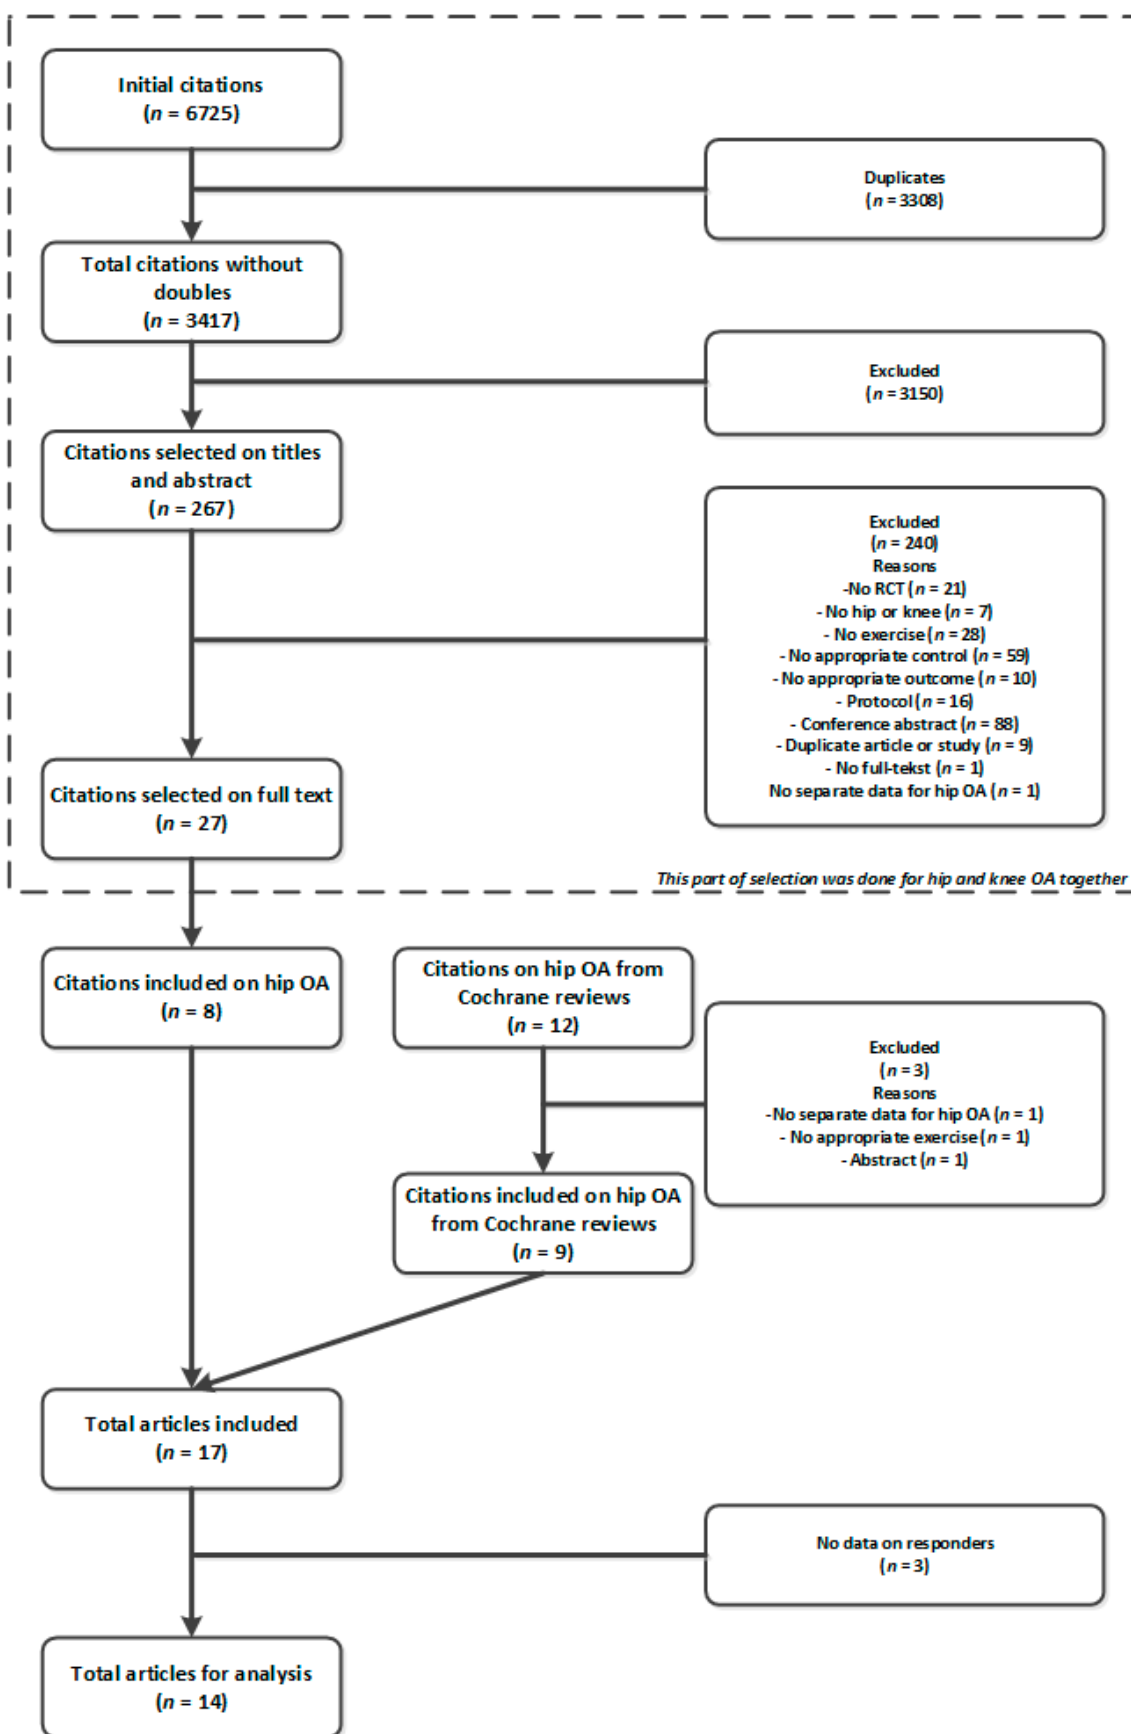 Initial citations
(n = 6725)
Duplicates
(n = 3308)
Total citations without
doubles
(n = 3417)
Excluded
(n = 3150)
Citations selected on titles
and abstract
(n = 267)
Excluded
(n = 240)
Reasons
-No RCT (n = 21)
- No hip or knee (n = 7)
- No exercise (n = 28)
- No appropriate control (n = 59)
- No appropriate outcome (n = 10)
- Protocol (n = 16)
- Conference abstract (n = 88)
- Duplicate article or study (n = 9)
- No full-tekst (n = 1)
No separate data for hip OA (n = 1)
Citations selected on full text
(n = 27)
This part of selection was done for hip and knee OA together
Citations included on hip OA
(n = 8)
Citations on hip OA from
Cochrane reviews
(n = 12)
Excluded
(n = 3)
Reasons
-No separate data for hip OA (n = 1)
- No appropriate exercise (n = 1)
- Abstract (n = 1)
Citations included on hip OA
from Cochrane reviews
(n = 9)
Total articles included
(n = 17)
No data on responders
(n = 3)
Total articles for analysis
(n = 14)